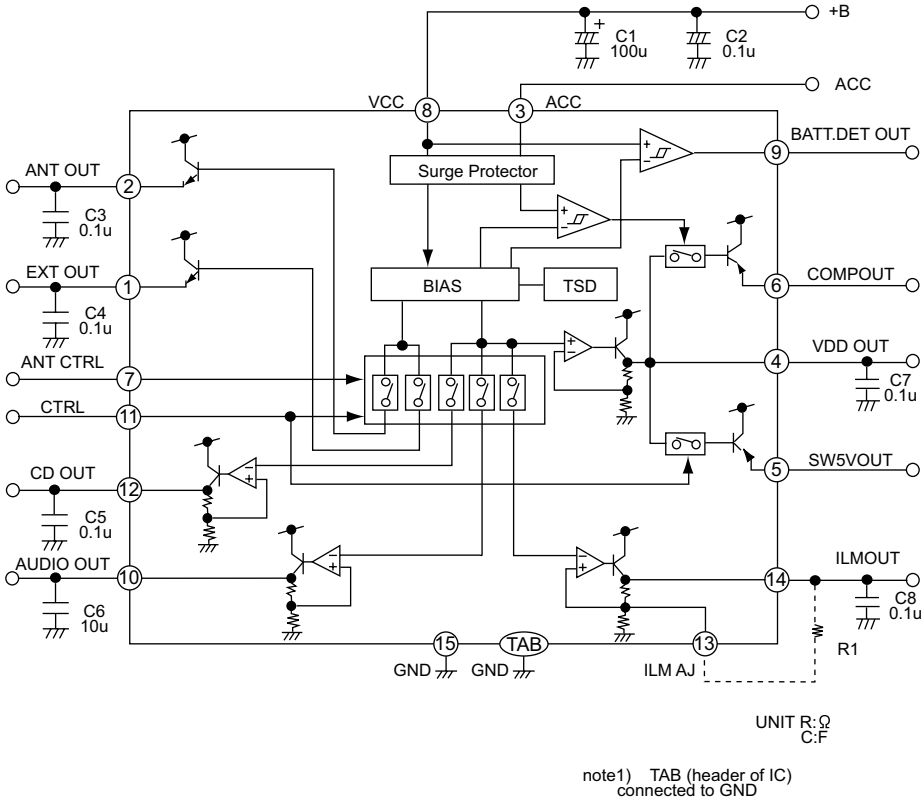 +B
+
C1
100u
C2
0.1u
ACC
VCC
8
3
ACC
BATT.DET OUT
9
+
−
Surge Protector
ANT OUT
2
C3
0.1u
+
−
EXT OUT
1
C4
0.1u
BIAS
TSD
6
COMPOUT
ANT CTRL
7
+
−
4
VDD OUT
C7
0.1u
CTRL
11
5
SW5VOUT
CD OUT
12
−
+
C5
0.1u
AUDIO OUT
10
−
+
C6
10u
−
+
14
ILMOUT
C8
0.1u
R1
15
TAB
13
GND
GND
ILM AJ
UNIT R:Ω
C:F
note1) TAB (header of IC)
connected to GND